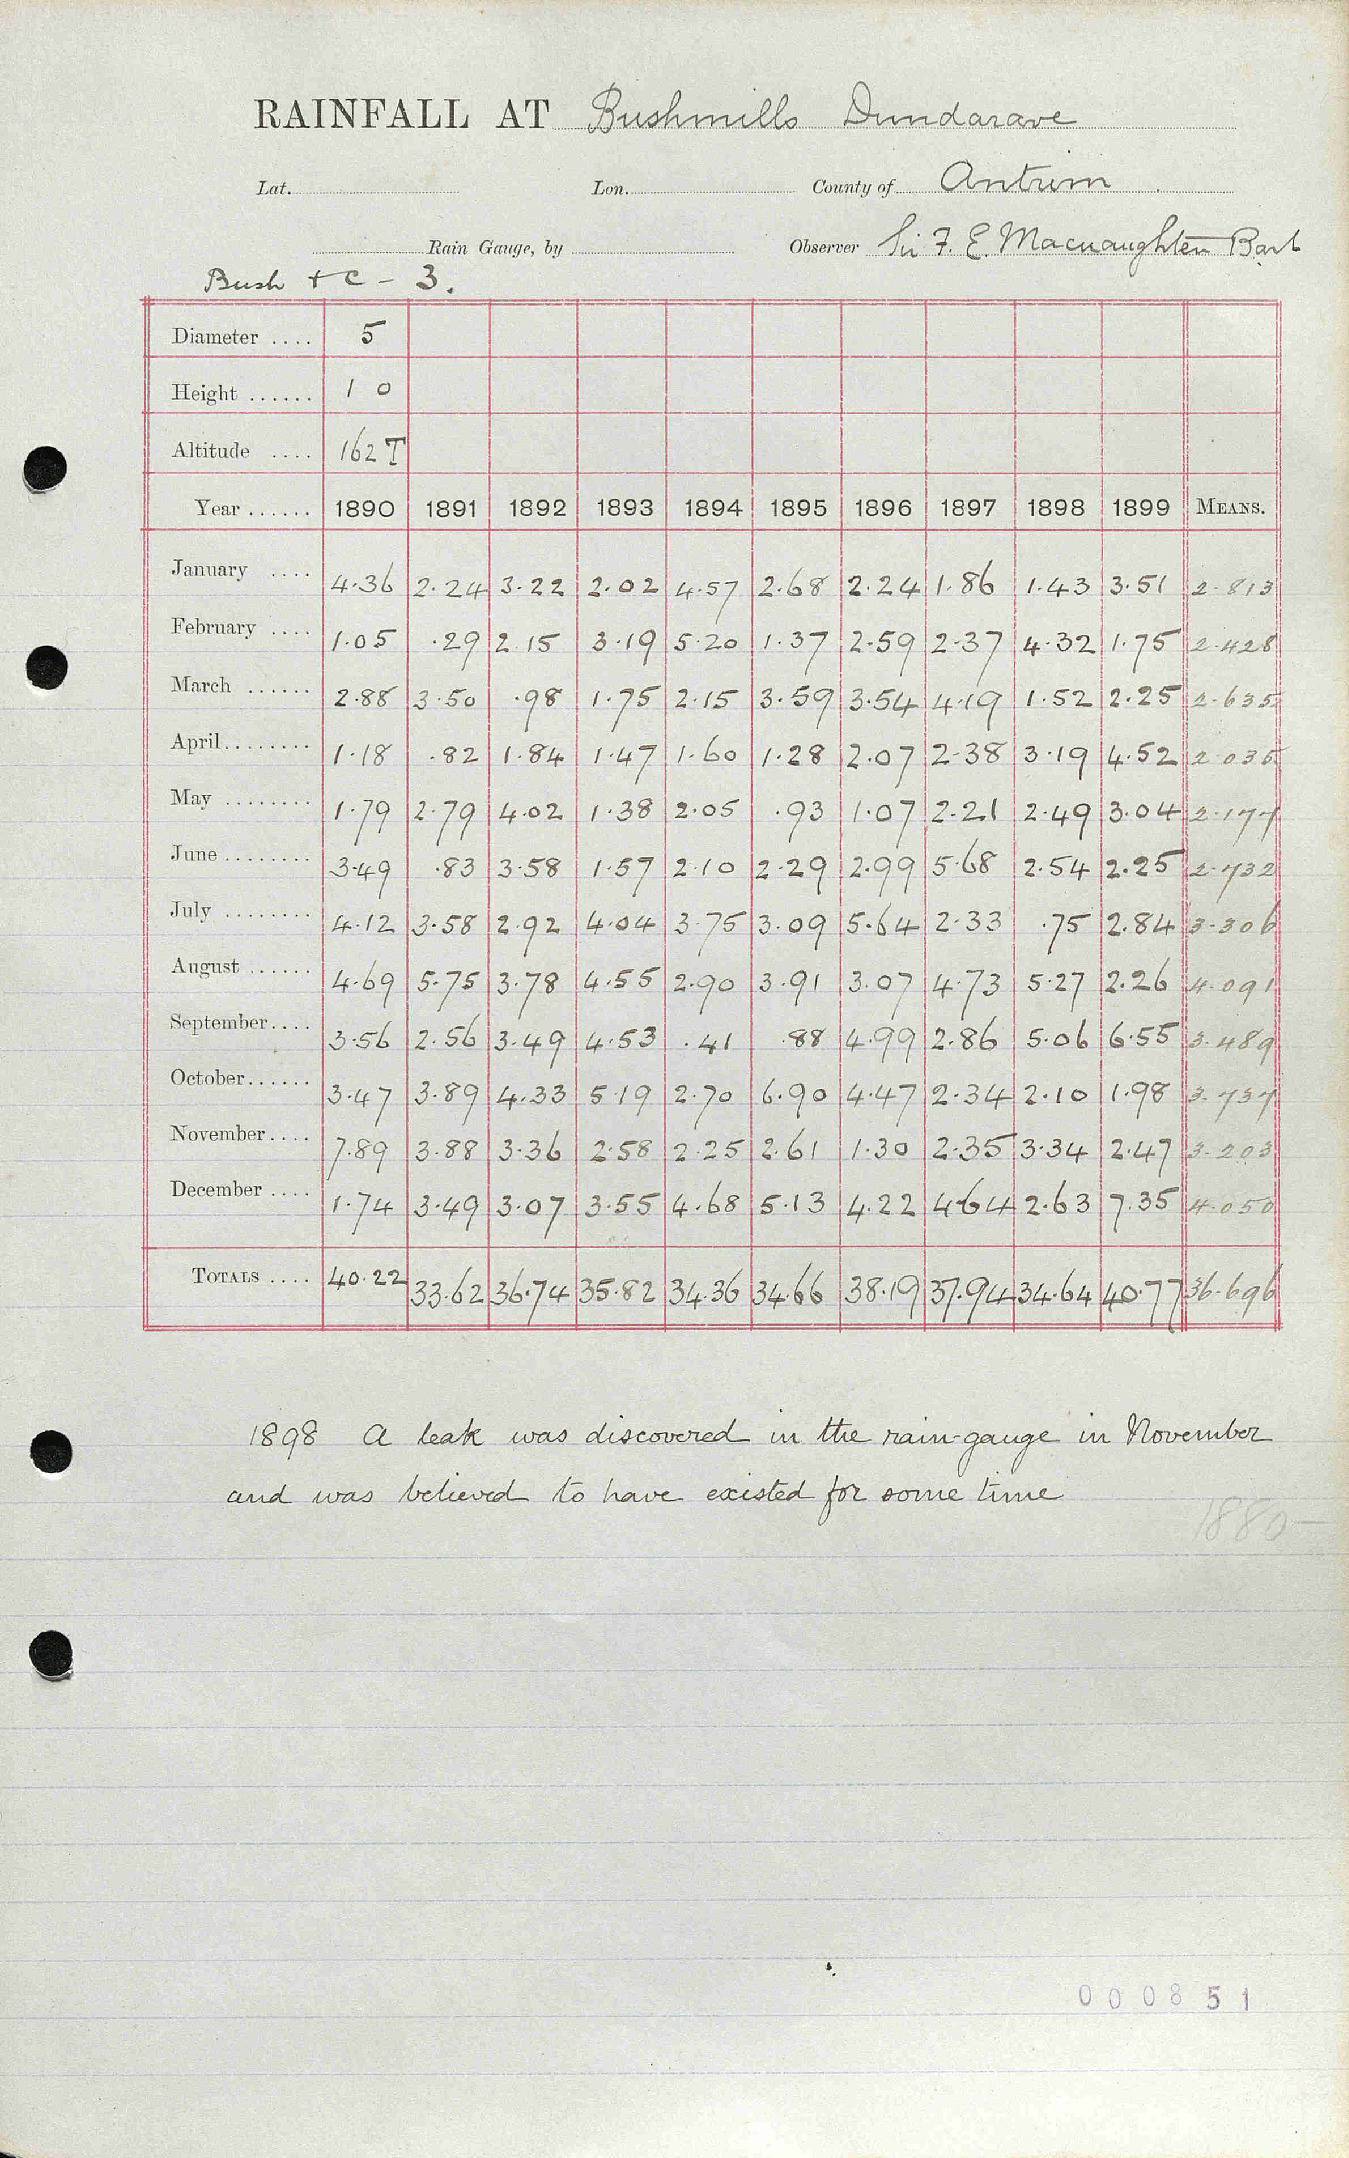 RAINFALL AT Bushmills Dundarave
Lat. Lon. County of Antrim
Rain Gauge, by Observer Sir F. E. Macnaughten Bart
Bush + C - 3.
Diameter .... 5
Height ...... 1 0
Altitude .... 162 T
Year ...... 1890 1891 1892 1893 1894 1895 1896 1897 1898 1899 MEANS.
January .... 4.36 2.24 3.22 2.02 4.57 2.68 2.24 1.86 1.43 3.51 2.813
February .... 1.05 .29 2.15 3.19 5.20 1.37 2.59 2.37 4.32 1.75 2.428
March ...... 2.88 3.50 .98 1.75 2.15 3.59 3.54 4.19 1.52 2.25 2.635
April ........ 1.18 .82 1.84 1.47 1.60 1.28 2.07 2.38 3.19 4.52 2.035
May ........ 1.79 2.79 4.02 1.38 2.05 .93 1.07 2.21 2.49 3.04 2.177
June ........ 3.49 .83 3.58 1.57 2.10 2.29 2.99 5.68 2.54 2.25 2.732
July ........ 4.12 3.58 2.92 4.04 3.75 3.09 5.64 2.33 .75 2.84 3.306
August ...... 4.69 5.75 3.78 4.55 2.90 3.91 3.07 4.73 5.27 2.26 4.091
September .... 3.56 2.56 3.49 4.53 .41 .88 4.99 2.86 5.06 6.55 3.489
October ...... 3.47 3.89 4.33 5.19 2.70 6.90 4.47 2.34 2.10 1.98 3.737
November .... 7.89 3.88 3.36 2.58 2.25 2.61 1.30 2.35 3.34 2.47 3.203
December .... 1.74 3.49 3.07 3.55 4.68 5.13 4.22 4.64 2.63 7.35 4.050
TOTALS .... 40.22 33.62 36.74 35.82 34.36 34.66 38.19 37.94 34.64 40.77 36.696
1898 A leak was discovered in the rain-gauge in November
and was believed to have existed for some time
1880-
000851